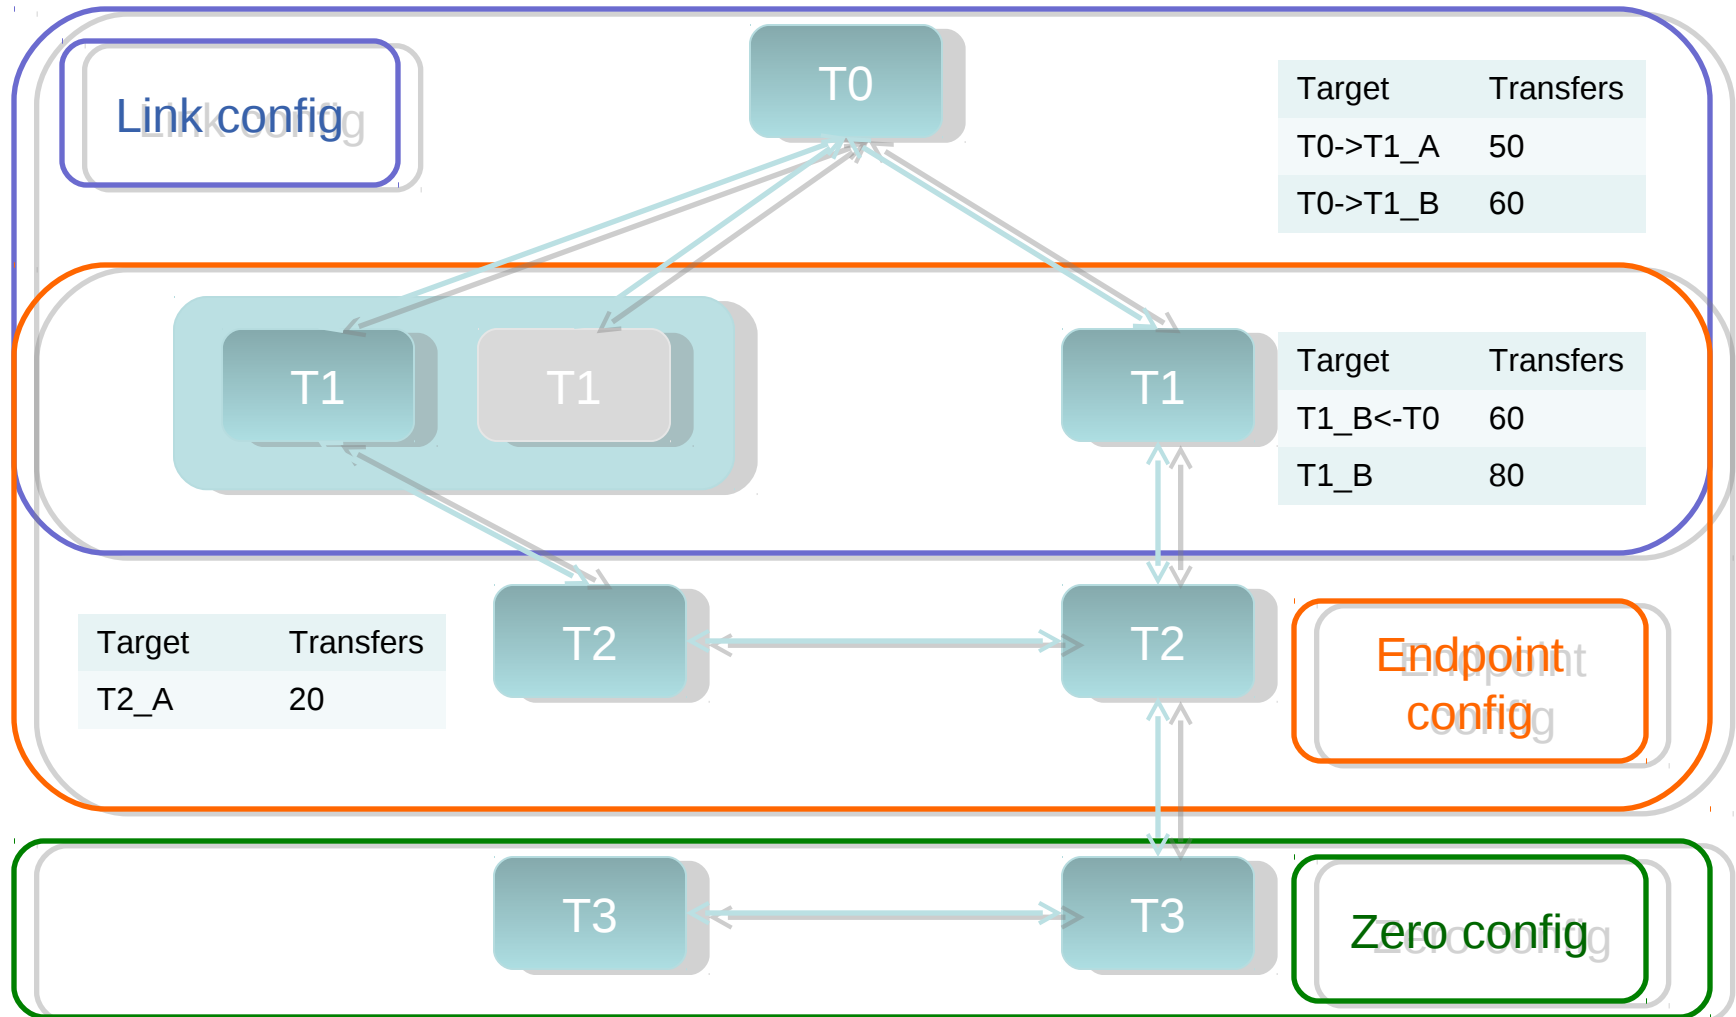 Link config
T0
Target Transfers
T0->T1_A 50
T0->T1_B 60
T1
T1
T1
Target Transfers
T1_B<-T0 60
T1_B 80
Target Transfers
T2_A 20
T2
T2
Endpoint
config
T3
T3
Zero config